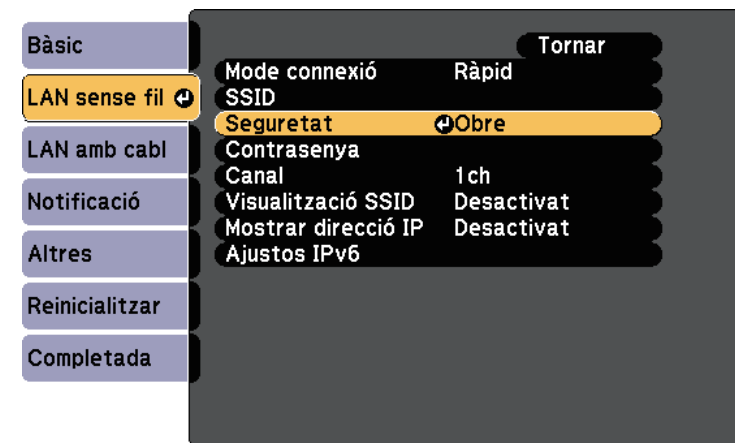 Bàsic
LAN sense fil
LAN amb cabl
Notificació
Altres
Reinicialitzar
Completada
Tornar
Mode connexió Ràpid
SSID
Seguretat Obre
Contrasenya
Canal 1ch
Visualització SSID Desactivat
Mostrar direcció IP Desactivat
Ajustos IPv6